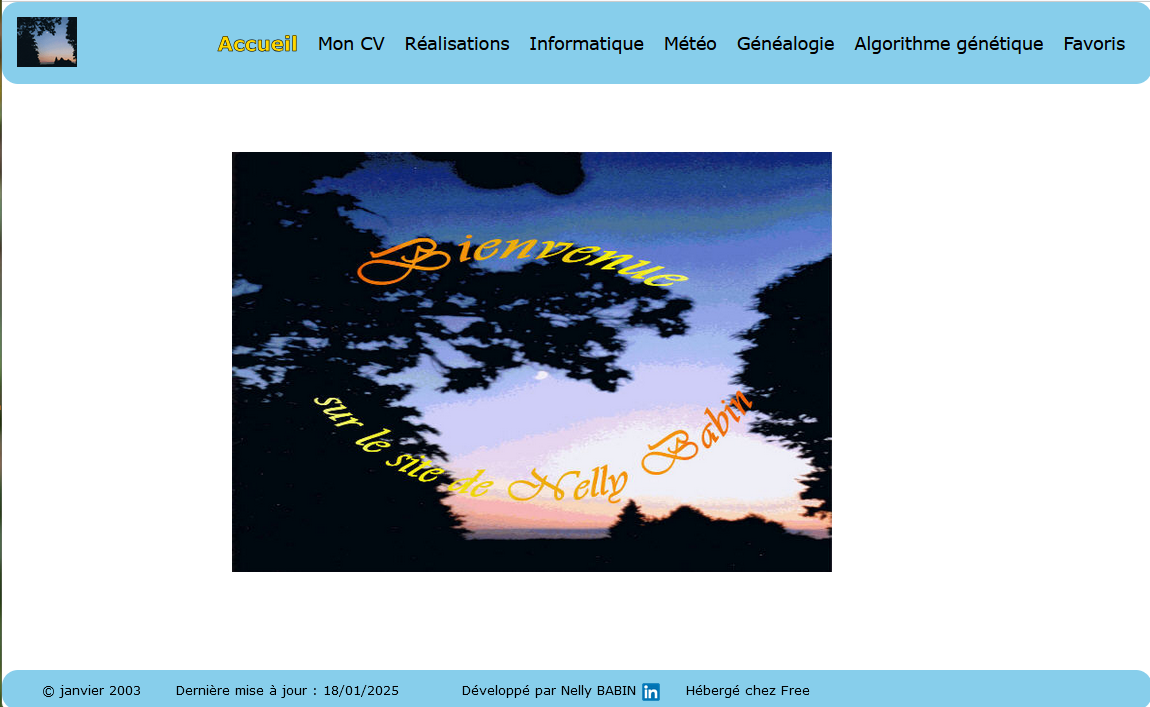 Accueil Mon CV Réalisations Informatique Météo Généalogie Algorithme génétique Favoris
Bienvenue
sur le site de Nelly Babin
© janvier 2003 Dernière mise à jour : 18/01/2025 Développé par Nelly BABIN in Hébergé chez Free